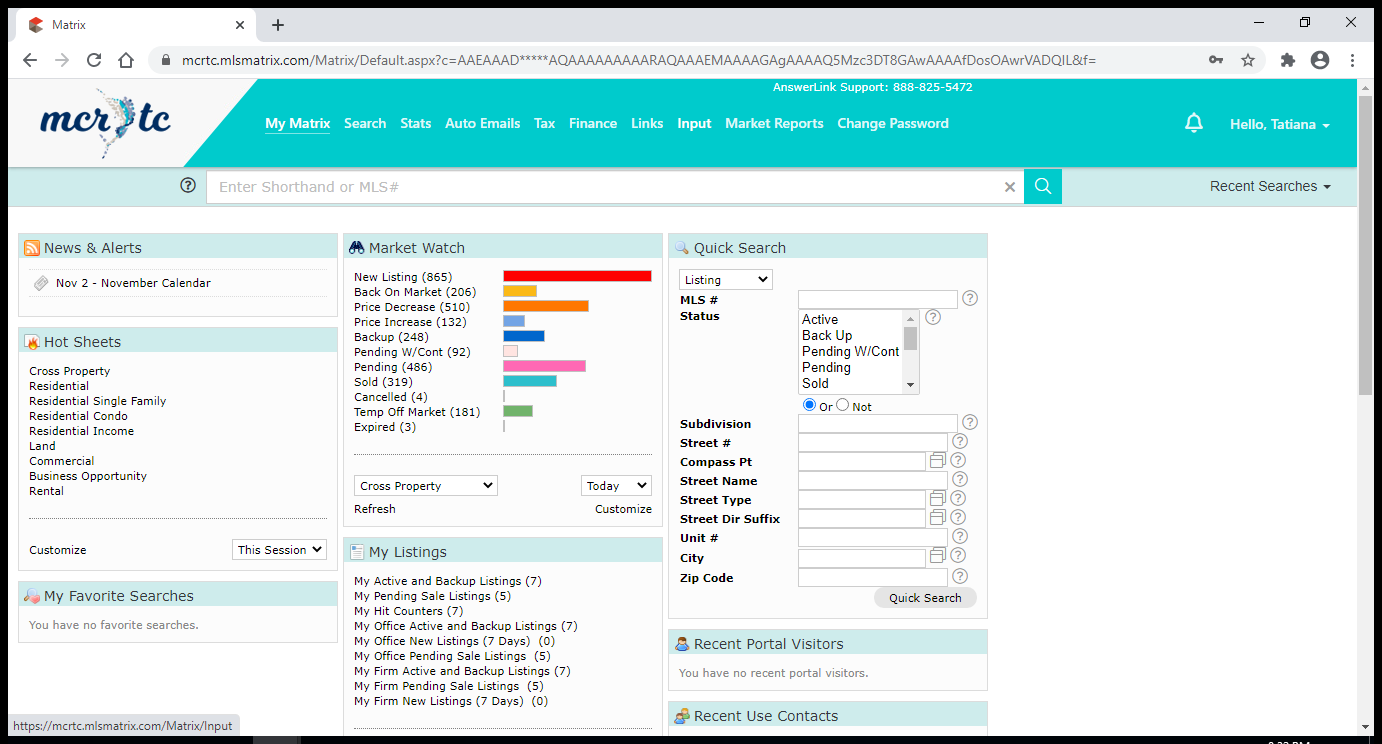 Matrix
mcrtc.mlsmatrix.com/Matrix/Default.aspx?c=AAEAAAD*****AQAAAAAAAAARAQAAAEMAAAAGAgAAAAQ5Mzc3DT8GAwAAAAfDosOAwrVADQIL&f=
AnswerLink Support: 888-825-5472
mcr tc
My Matrix Search Stats Auto Emails Tax Finance Links Input Market Reports Change Password
Hello, Tatiana
Enter Shorthand or MLS#
Recent Searches
News & Alerts
Nov 2 - November Calendar
Hot Sheets
Cross Property
Residential
Residential Single Family
Residential Condo
Residential Income
Land
Commercial
Business Opportunity
Rental
Customize This Session
My Favorite Searches
You have no favorite searches.
Market Watch
New Listing (865)
Back On Market (206)
Price Decrease (510)
Price Increase (132)
Backup (248)
Pending W/Cont (92)
Pending (486)
Sold (319)
Cancelled (4)
Temp Off Market (181)
Expired (3)
Cross Property Today
Refresh Customize
My Listings
My Active and Backup Listings (7)
My Pending Sale Listings (5)
My Hit Counters (7)
My Office Active and Backup Listings (7)
My Office New Listings (7 Days) (0)
My Office Pending Sale Listings (5)
My Firm Active and Backup Listings (7)
My Firm Pending Sale Listings (5)
My Firm New Listings (7 Days) (0)
Quick Search
Listing
MLS #
Status
Active
Back Up
Pending W/Cont
Pending
Sold
Or Not
Subdivision
Street #
Compass Pt
Street Name
Street Type
Street Dir Suffix
Unit #
City
Zip Code
Quick Search
Recent Portal Visitors
You have no recent portal visitors.
Recent Use Contacts
https://mcrtc.mlsmatrix.com/Matrix/Input